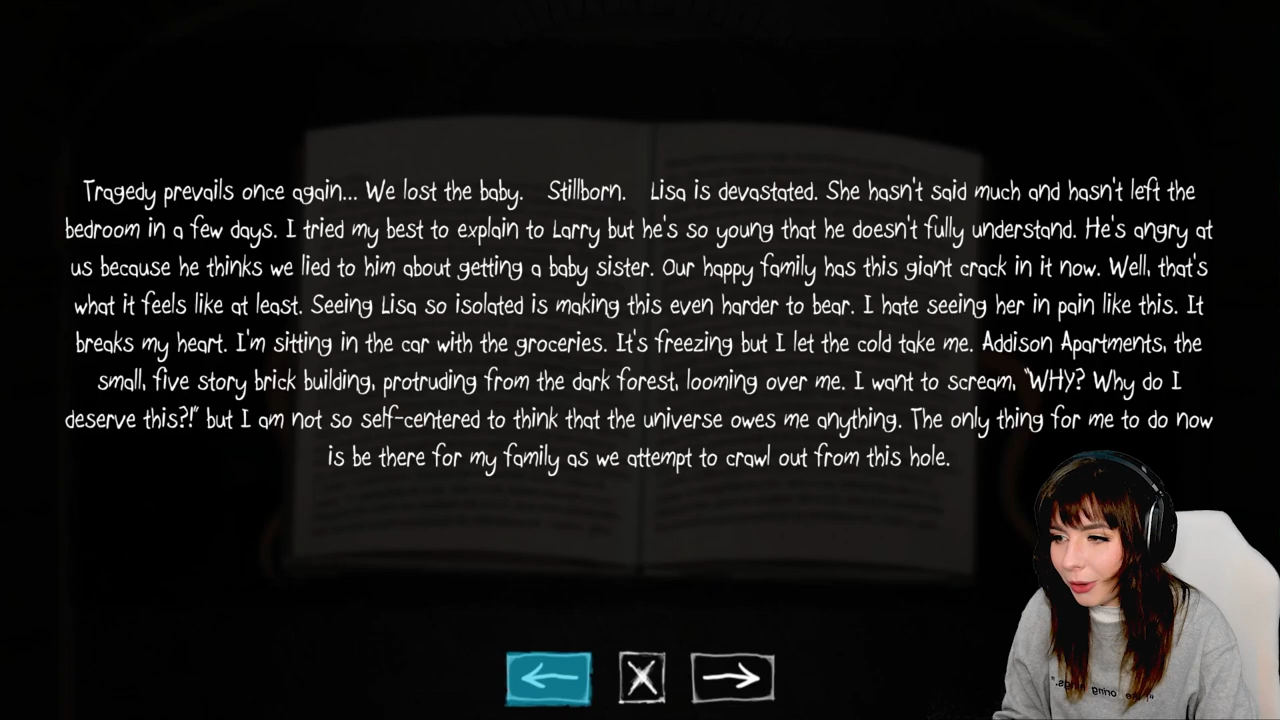 Tragedy prevails once again... We lost the baby. Stillborn. Lisa is devastated. She hasn't said much and hasn't left the
bedroom in a few days. I tried my best to explain to Larry but he's so young that he doesn't fully understand. He's angry at
us because he thinks we lied to him about getting a baby sister. Our happy family has this giant crack in it now. Well, that's
what it feels like at least. Seeing Lisa so isolated is making this even harder to bear. I hate seeing her in pain like this. It
breaks my heart. I'm sitting in the car with the groceries. It's freezing but I let the cold take me. Addison Apartments, the
small, five story brick building, protruding from the dark forest, looming over me. I want to scream, "WHY? Why do I
deserve this?!" but I am not so self-centered to think that the universe owes me anything. The only thing for me to do now
is be there for my family as we attempt to crawl out from this hole.